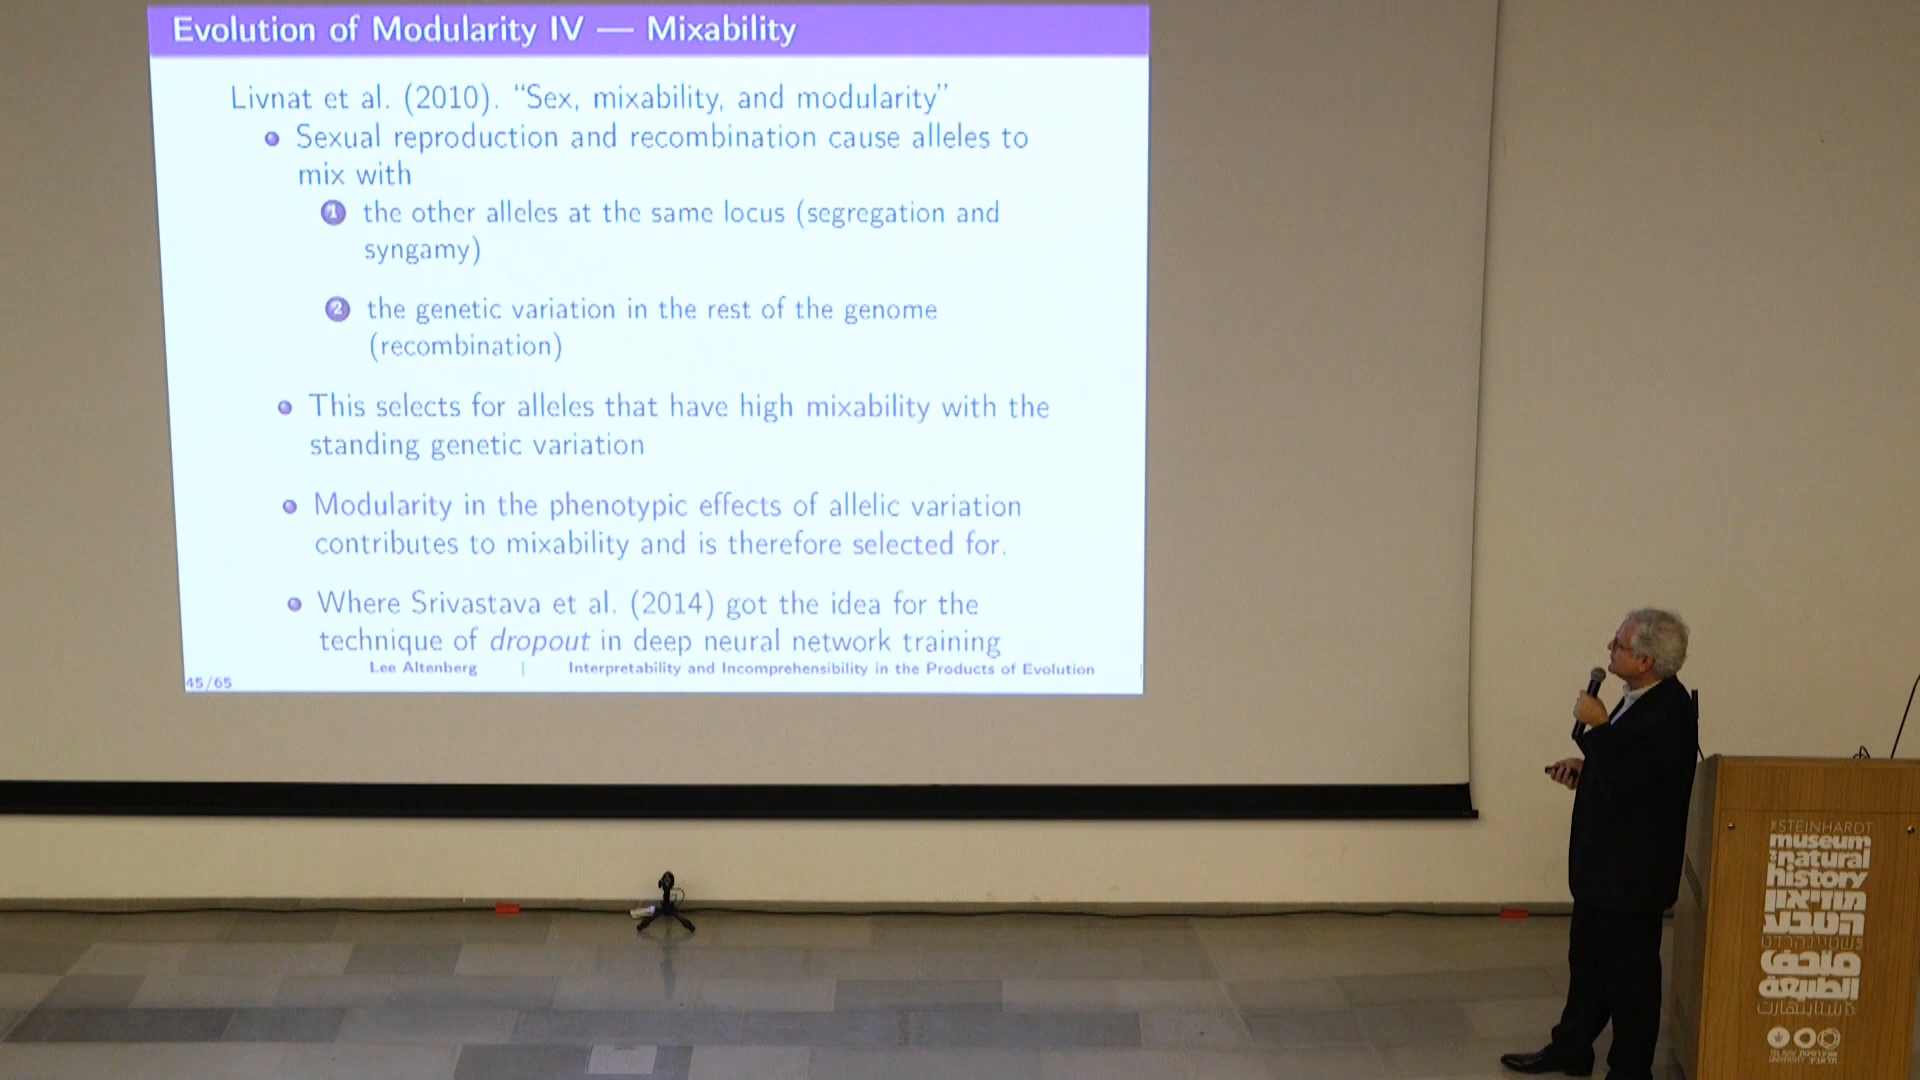 Evolution of Modularity IV — Mixability
Livnat et al. (2010). “Sex, mixability, and modularity”
Sexual reproduction and recombination cause alleles to
mix with
1 the other alleles at the same locus (segregation and
syngamy)
2 the genetic variation in the rest of the genome
(recombination)
This selects for alleles that have high mixability with the
standing genetic variation
Modularity in the phenotypic effects of allelic variation
contributes to mixability and is therefore selected for.
Where Srivastava et al. (2014) got the idea for the
technique of dropout in deep neural network training
Lee Altenberg | Interpretability and Incomprehensibility in the Products of Evolution
45/65
STEINHARDT
museum
of natural
history
מוזיאון
הטבע
ע״ש שטיינהרדט
متحف
الطبيعة
شتاينهارت
TEL AVIV UNIVERSITY